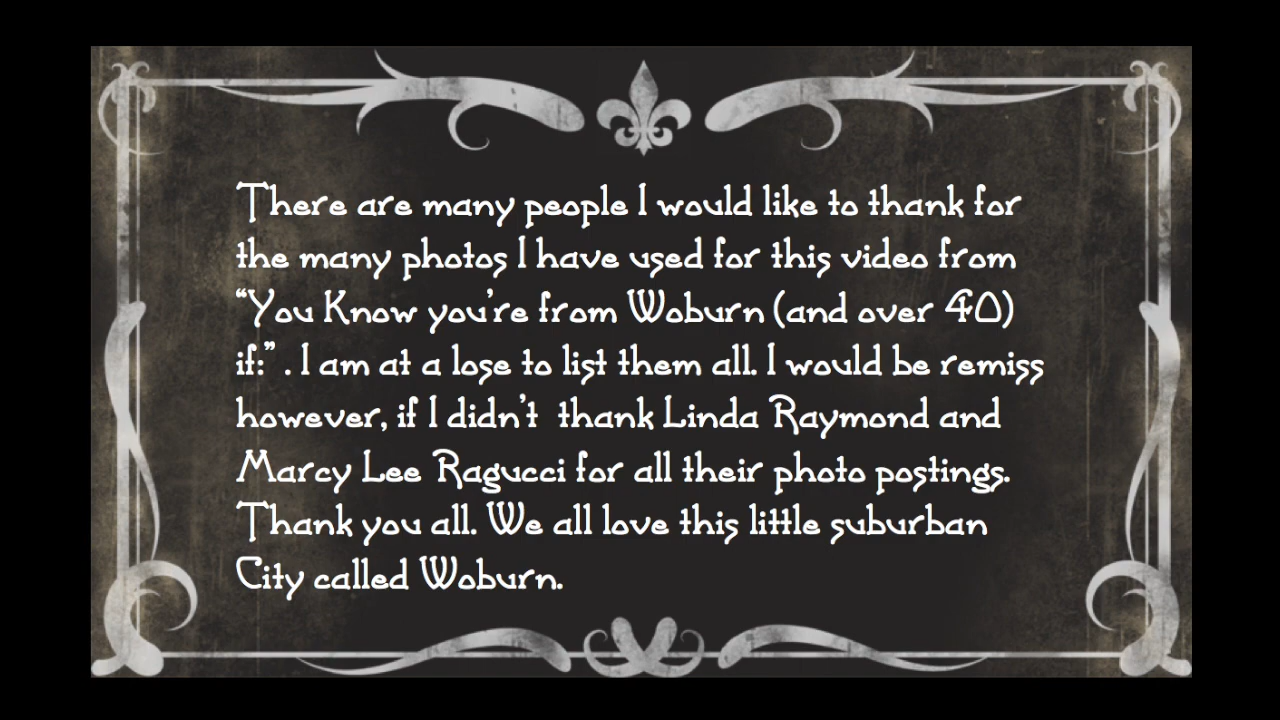 There are many people I would like to thank for
the many photos I have used for this video from
“You Know you’re from Woburn (and over 40)
if:” . I am at a lose to list them all. I would be remiss
however, if I didn’t  thank Linda Raymond and
Marcy Lee Ragucci for all their photo postings.
Thank you all. We all love this little suburban
City called Woburn.